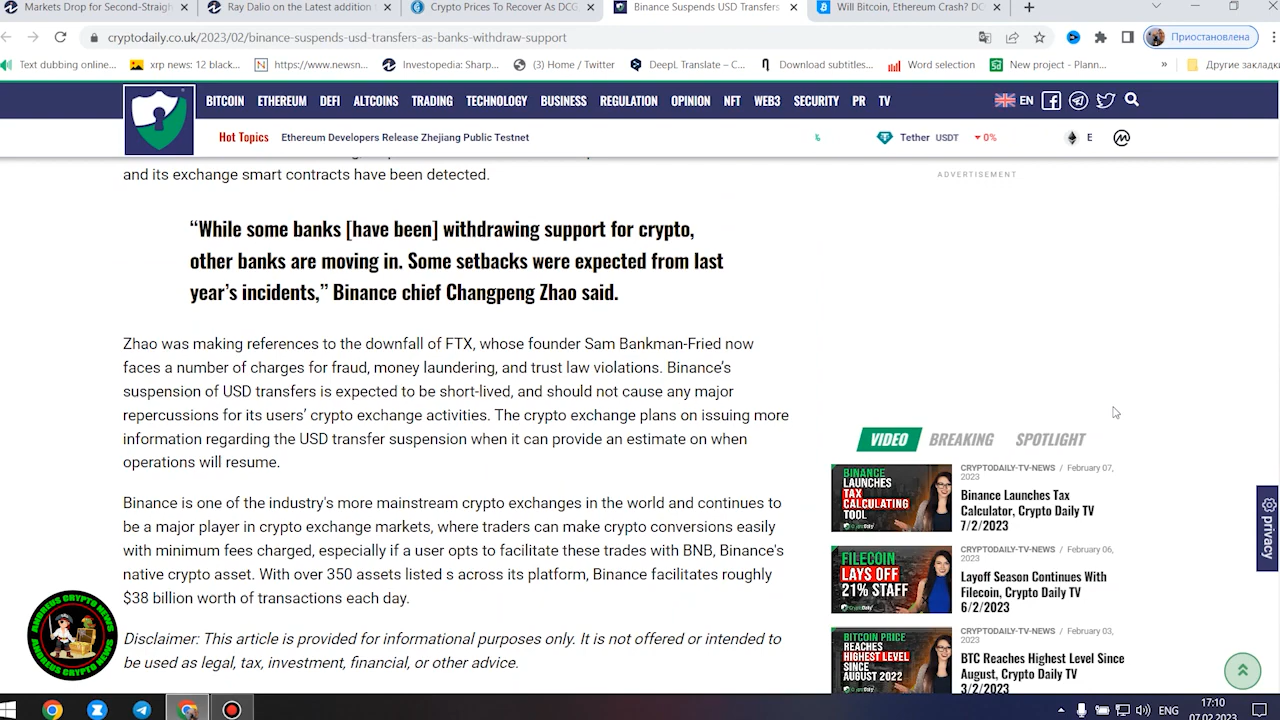 Markets Drop for Second-Straigh
Ray Dalio on the Latest addition
Crypto Prices To Recover As DCG
Binance Suspends USD Transfers
Will Bitcoin, Ethereum Crash? DC
cryptodaily.co.uk/2023/02/binance-suspends-usd-transfers-as-banks-withdraw-support
Приостановлена
Text dubbing online...
xrp news: 12 black...
https://www.newsn...
Investopedia: Sharp...
(3) Home / Twitter
DeepL Translate – C...
Download subtitles...
Word selection
New project - Plann...
»
Другие закладки
BITCOIN
ETHEREUM
DEFI
ALTCOINS
TRADING
TECHNOLOGY
BUSINESS
REGULATION
OPINION
NFT
WEB3
SECURITY
PR
TV
EN
Hot Topics
Ethereum Developers Release Zhejiang Public Testnet
Tether USDT
0%
E
and its exchange smart contracts have been detected.
ADVERTISEMENT
“While some banks [have been] withdrawing support for crypto,
other banks are moving in. Some setbacks were expected from last
year’s incidents,” Binance chief Changpeng Zhao said.
Zhao was making references to the downfall of FTX, whose founder Sam Bankman-Fried now
faces a number of charges for fraud, money laundering, and trust law violations. Binance’s
suspension of USD transfers is expected to be short-lived, and should not cause any major
repercussions for its users’ crypto exchange activities. The crypto exchange plans on issuing more
information regarding the USD transfer suspension when it can provide an estimate on when
operations will resume.
Binance is one of the industry's more mainstream crypto exchanges in the world and continues to
be a major player in crypto exchange markets, where traders can make crypto conversions easily
with minimum fees charged, especially if a user opts to facilitate these trades with BNB, Binance's
native crypto asset. With over 350 assets listed s across its platform, Binance facilitates roughly
$38 billion worth of transactions each day.
Disclaimer: This article is provided for informational purposes only. It is not offered or intended to
be used as legal, tax, investment, financial, or other advice.
VIDEO
BREAKING
SPOTLIGHT
BINANCE
LAUNCHES
TAX
CALCULATING
TOOL
CRYPTODAILY-TV-NEWS / February 07,
2023
Binance Launches Tax
Calculator, Crypto Daily TV
7/2/2023
FILECOIN
LAYS OFF
21% STAFF
CRYPTODAILY-TV-NEWS / February 06,
2023
Layoff Season Continues With
Filecoin, Crypto Daily TV
6/2/2023
BITCOIN PRICE
REACHES
HIGHEST LEVEL
SINCE
AUGUST 2022
CRYPTODAILY-TV-NEWS / February 03,
2023
BTC Reaches Highest Level Since
August, Crypto Daily TV
3/2/2023
privacy
ANDREUS CRYPTO NEWS
ANDREUS CRYPTO NEWS
ENG
17:10
07.02.2023